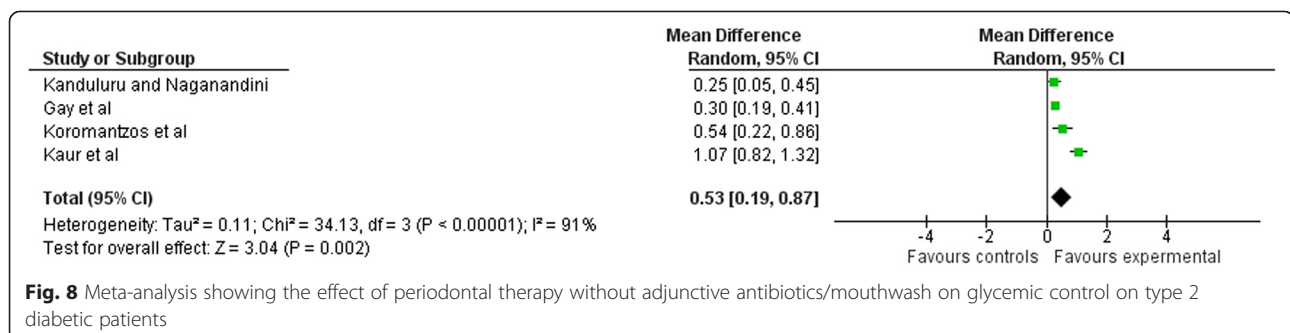 Mean Difference Mean Difference
Study or Subgroup Random, 95% CI Random, 95% CI
Kanduluru and Naganandini 0.25 [0.05, 0.45]
Gay et al 0.30 [0.19, 0.41]
Koromantzos et al 0.54 [0.22, 0.86]
Kaur et al 1.07 [0.82, 1.32]
Total (95% CI) 0.53 [0.19, 0.87]
Heterogeneity: Tau² = 0.11; Chi² = 34.13, df = 3 (P < 0.00001); I² = 91%
Test for overall effect: Z = 3.04 (P = 0.002)
-4 -2 0 2 4
Favours controls Favours expermental
Fig. 8 Meta-analysis showing the effect of periodontal therapy without adjunctive antibiotics/mouthwash on glycemic control on type 2
diabetic patients